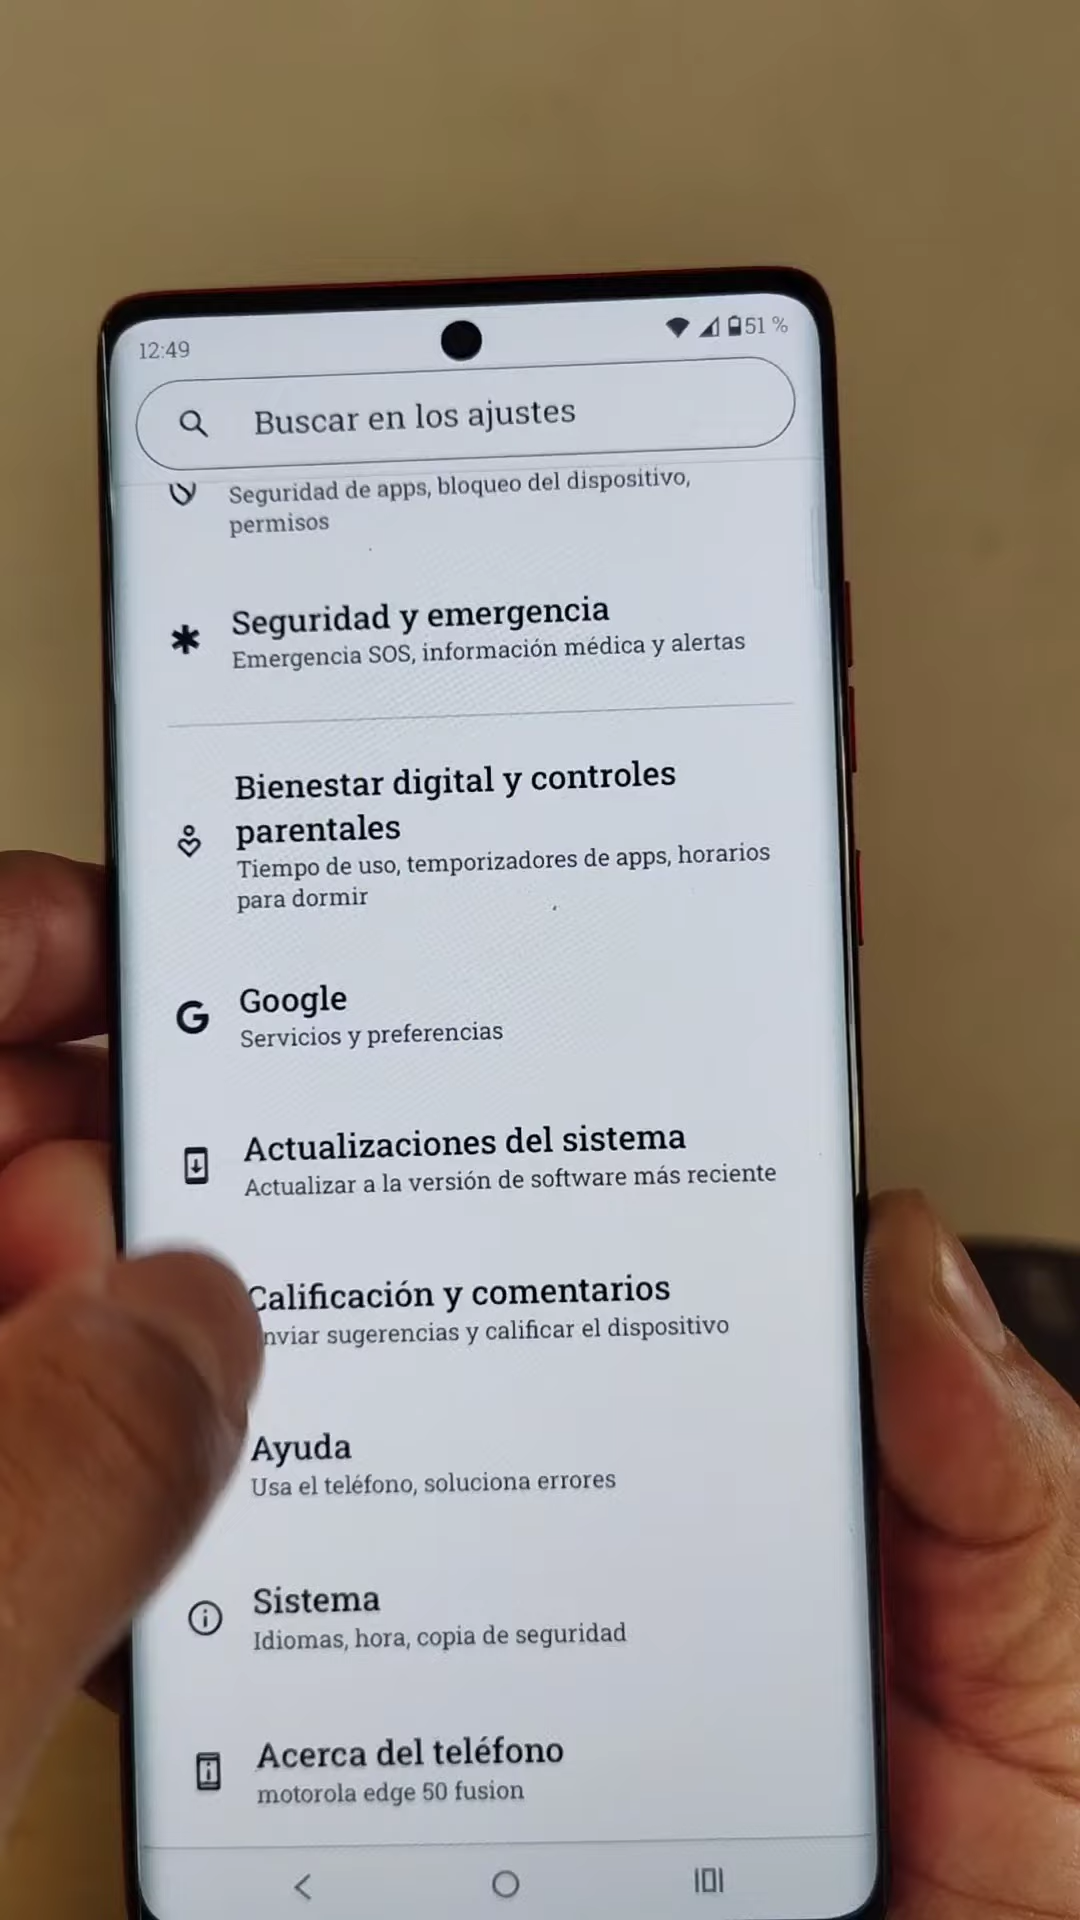 12:49
51 %
Buscar en los ajustes
Seguridad de apps, bloqueo del dispositivo,
permisos
Seguridad y emergencia
Emergencia SOS, información médica y alertas
Bienestar digital y controles
parentales
Tiempo de uso, temporizadores de apps, horarios
para dormir
G
Google
Servicios y preferencias
Actualizaciones del sistema
Actualizar a la versión de software más reciente
Calificación y comentarios
nviar sugerencias y calificar el dispositivo
Ayuda
Usa el teléfono, soluciona errores
Sistema
Idiomas, hora, copia de seguridad
Acerca del teléfono
motorola edge 50 fusion